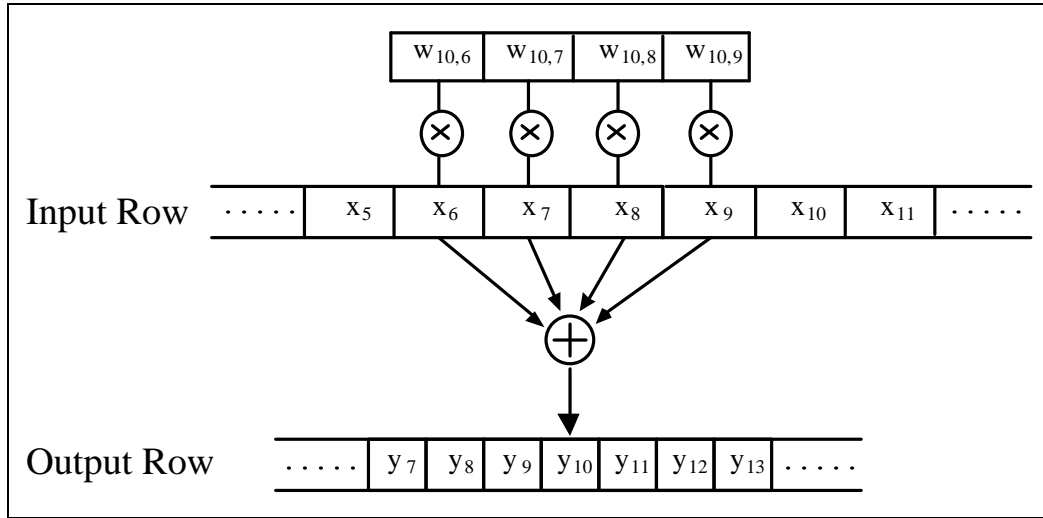 w10,6 w10,7 w10,8 w10,9
× × × ×
Input Row ..... x5 x6 x7 x8 x9 x10 x11 .....
+
Output Row ..... y7 y8 y9 y10 y11 y12 y13 .....